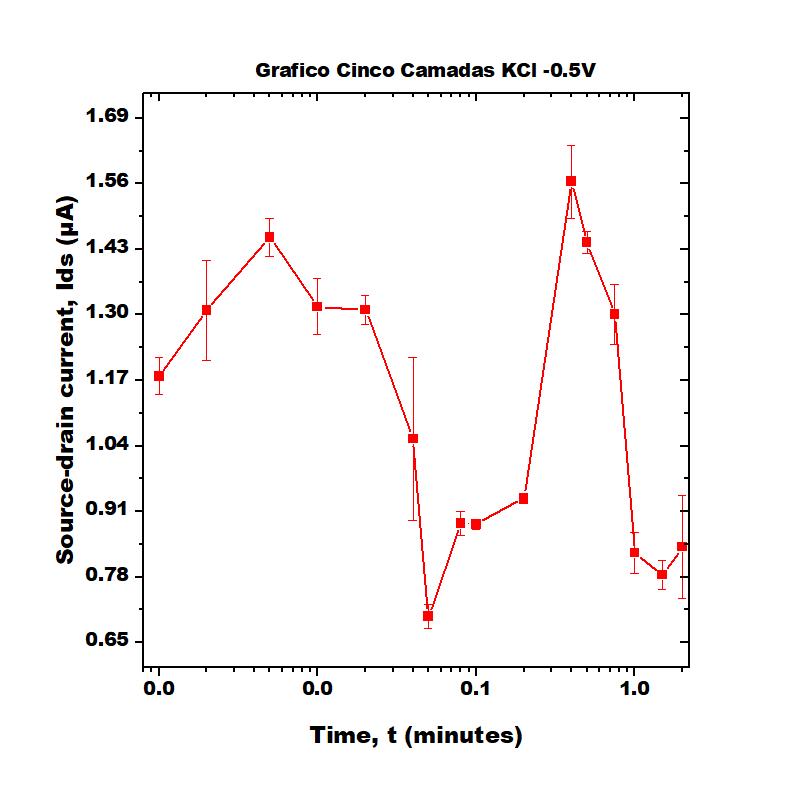 Grafico Cinco Camadas KCl -0.5V
1.69
1.56
1.43
1.30
1.17
1.04
0.91
0.78
0.65
Source-drain current, Ids (µA)
0.0 0.0 0.1 1.0
Time, t (minutes)